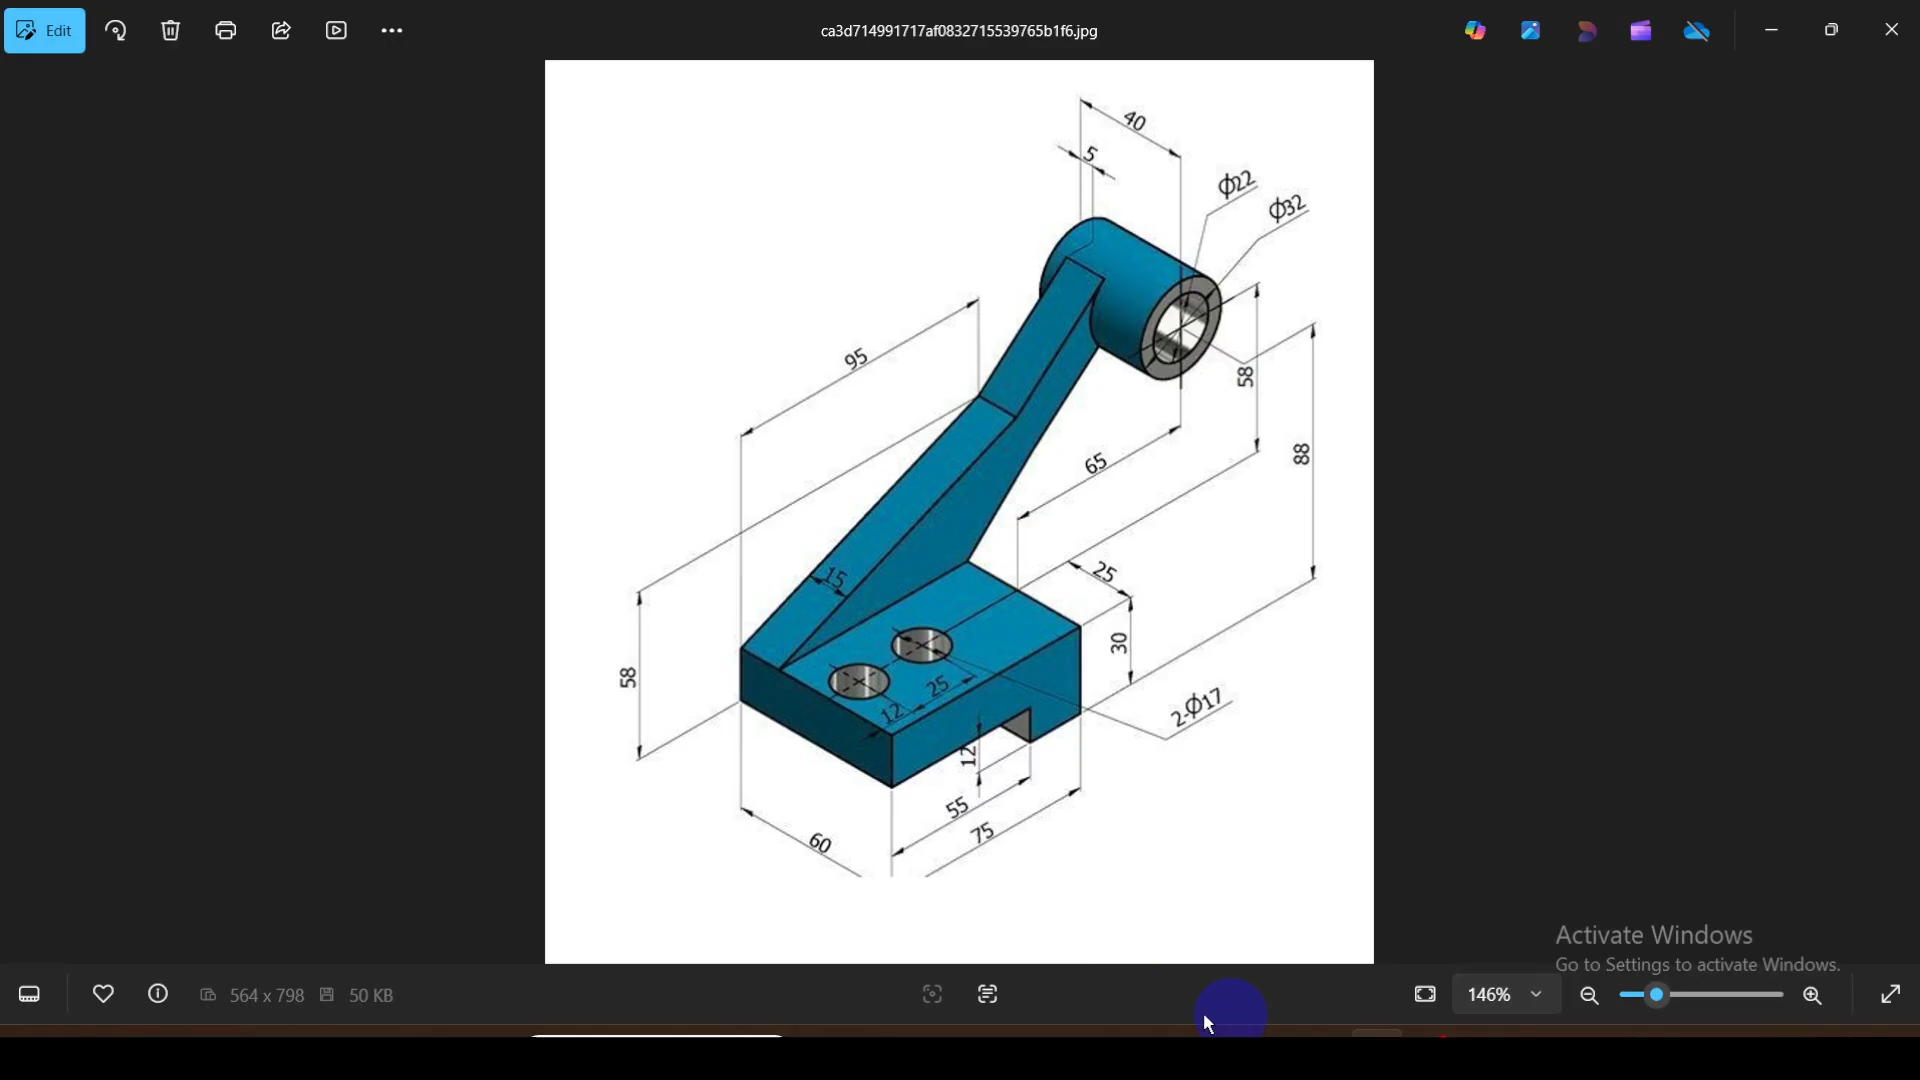 Edit
ca3d714991717af0832715539765b1f6.jpg
40
5
Φ22
Φ32
95
58
88
65
15
25
30
58
25
12
2-Φ17
12
55
75
60
Activate Windows
Go to Settings to activate Windows.
564 x 798
50 KB
146%